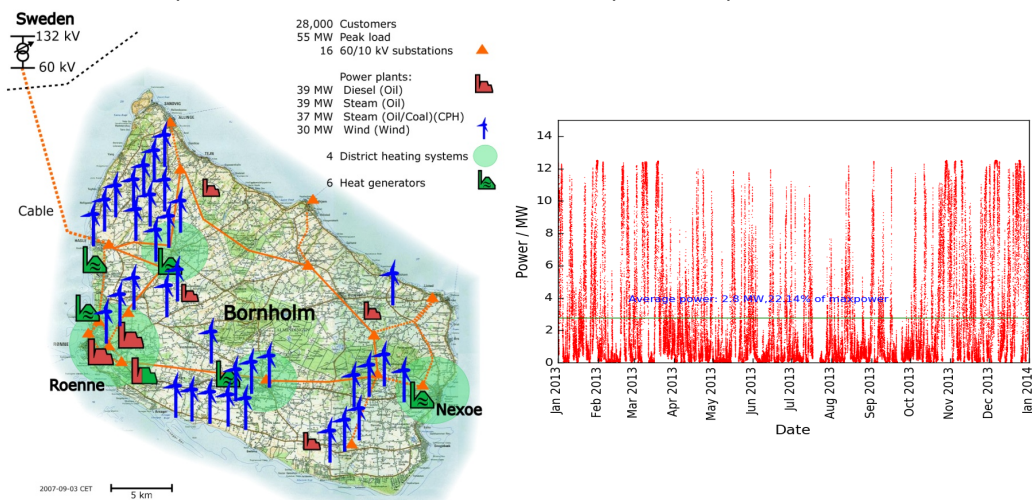 Sweden
132 kV
60 kV
28,000 Customers
55 MW Peak load
16 60/10 kV substations
Power plants:
39 MW Diesel (Oil)
39 MW Steam (Oil)
37 MW Steam (Oil/Coal)(CPH)
30 MW Wind (Wind)
4 District heating systems
6 Heat generators
Cable
Bornholm
Roenne
Nexoe
2007-09-03 CET
5 km
Power / MW
14
12
10
8
6
4
2
0
Average power: 2.8 MW,22.14% of maxpower
Jan 2013
Feb 2013
Mar 2013
Apr 2013
May 2013
Jun 2013
Jul 2013
Aug 2013
Sep 2013
Oct 2013
Nov 2013
Dec 2013
Jan 2014
Date